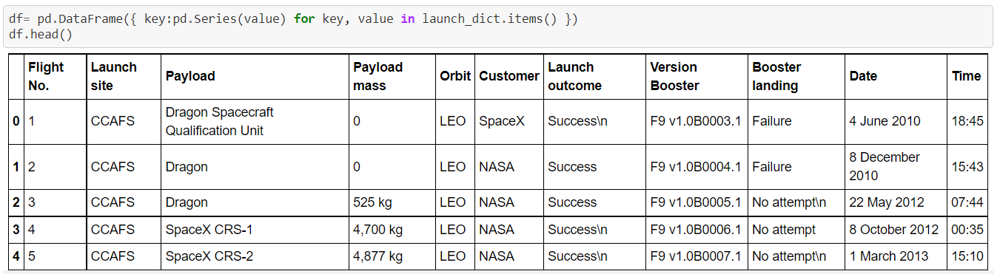 df= pd.DataFrame({ key:pd.Series(value) for key, value in launch_dict.items() })
df.head()
Flight No. Launch site Payload Payload mass Orbit Customer Launch outcome Version Booster Booster landing Date Time
0 1 CCAFS Dragon Spacecraft Qualification Unit 0 LEO SpaceX Success\n F9 v1.0B0003.1 Failure 4 June 2010 18:45
1 2 CCAFS Dragon 0 LEO NASA Success F9 v1.0B0004.1 Failure 8 December 2010 15:43
2 3 CCAFS Dragon 525 kg LEO NASA Success F9 v1.0B0005.1 No attempt\n 22 May 2012 07:44
3 4 CCAFS SpaceX CRS-1 4,700 kg LEO NASA Success\n F9 v1.0B0006.1 No attempt 8 October 2012 00:35
4 5 CCAFS SpaceX CRS-2 4,877 kg LEO NASA Success\n F9 v1.0B0007.1 No attempt\n 1 March 2013 15:10